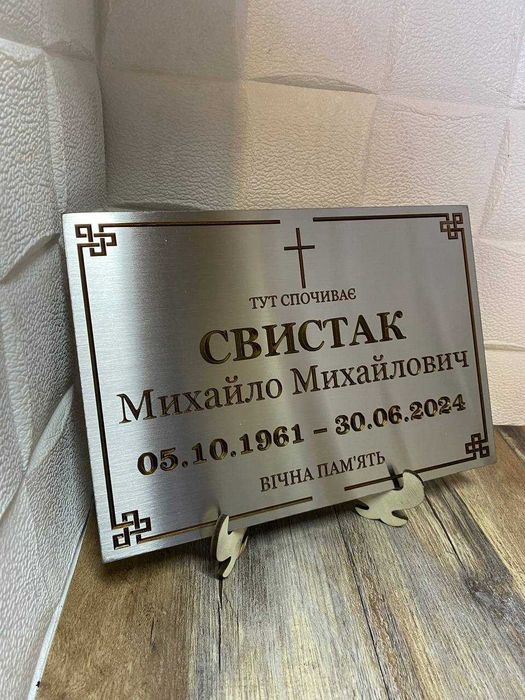 ТУТ СПОЧИВАЄ
СВИСТАК
Михайло Михайлович
05.10.1961 – 30.06.2024
ВІЧНА ПАМ'ЯТЬ